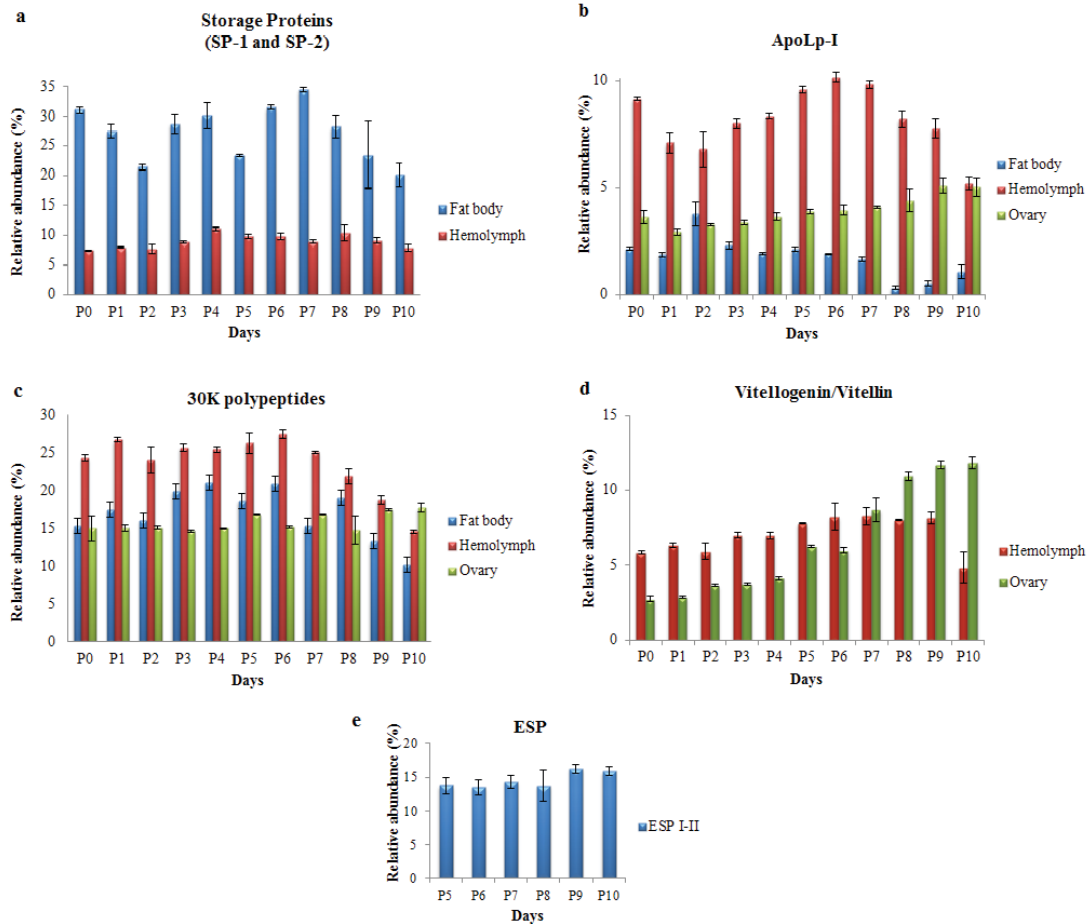 a
Storage Proteins
(SP-1 and SP-2)
Relative abundance (%)
35
30
25
20
15
10
5
0
P0 P1 P2 P3 P4 P5 P6 P7 P8 P9 P10
Days
Fat body
Hemolymph
b
ApoLp-I
Relative abundance (%)
10
5
0
P0 P1 P2 P3 P4 P5 P6 P7 P8 P9 P10
Days
Fat body
Hemolymph
Ovary
c
30K polypeptides
Relative abundance (%)
30
25
20
15
10
5
0
P0 P1 P2 P3 P4 P5 P6 P7 P8 P9 P10
Days
Fat body
Hemolymph
Ovary
d
Vitellogenin/Vitellin
Relative abundance (%)
15
10
5
0
P0 P1 P2 P3 P4 P5 P6 P7 P8 P9 P10
Days
Hemolymph
Ovary
e
ESP
Relative abundance (%)
20
15
10
5
0
P5 P6 P7 P8 P9 P10
Days
ESP I-II